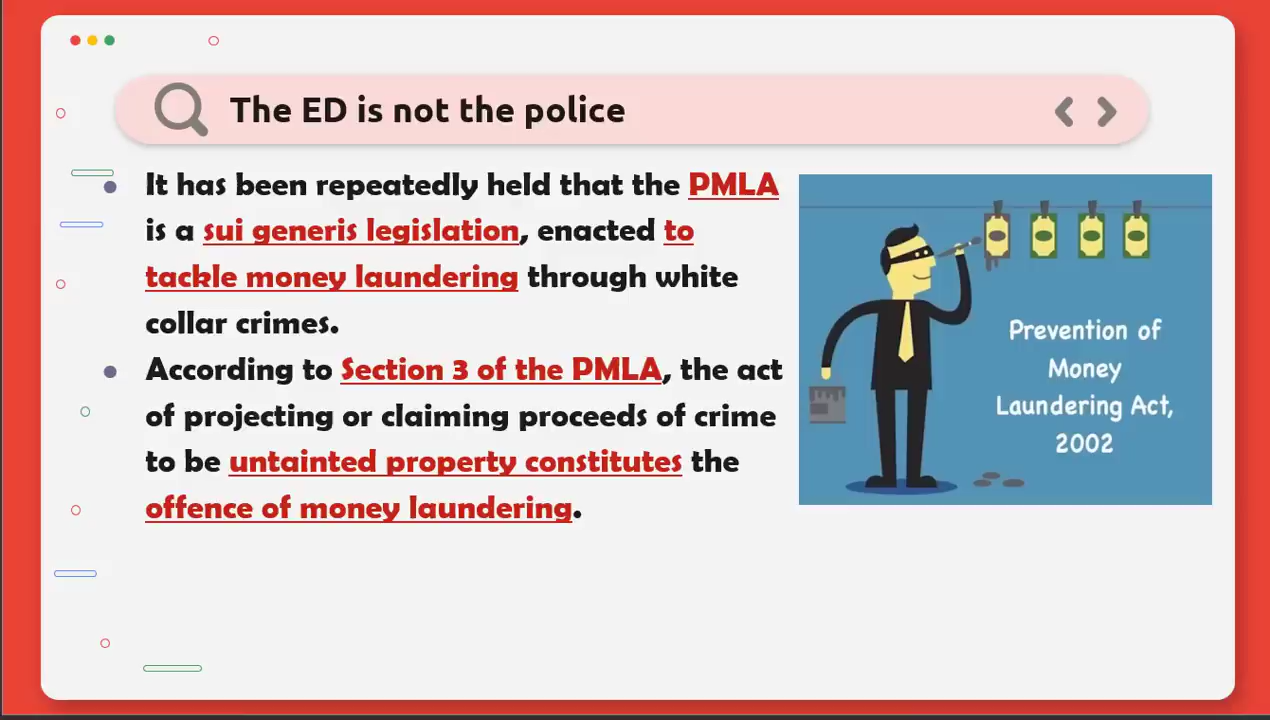 The ED is not the police
It has been repeatedly held that the PMLA
is a sui generis legislation, enacted to
tackle money laundering through white
collar crimes.
According to Section 3 of the PMLA, the act
of projecting or claiming proceeds of crime
to be untainted property constitutes the
offence of money laundering.
Prevention of
Money
Laundering Act,
2002